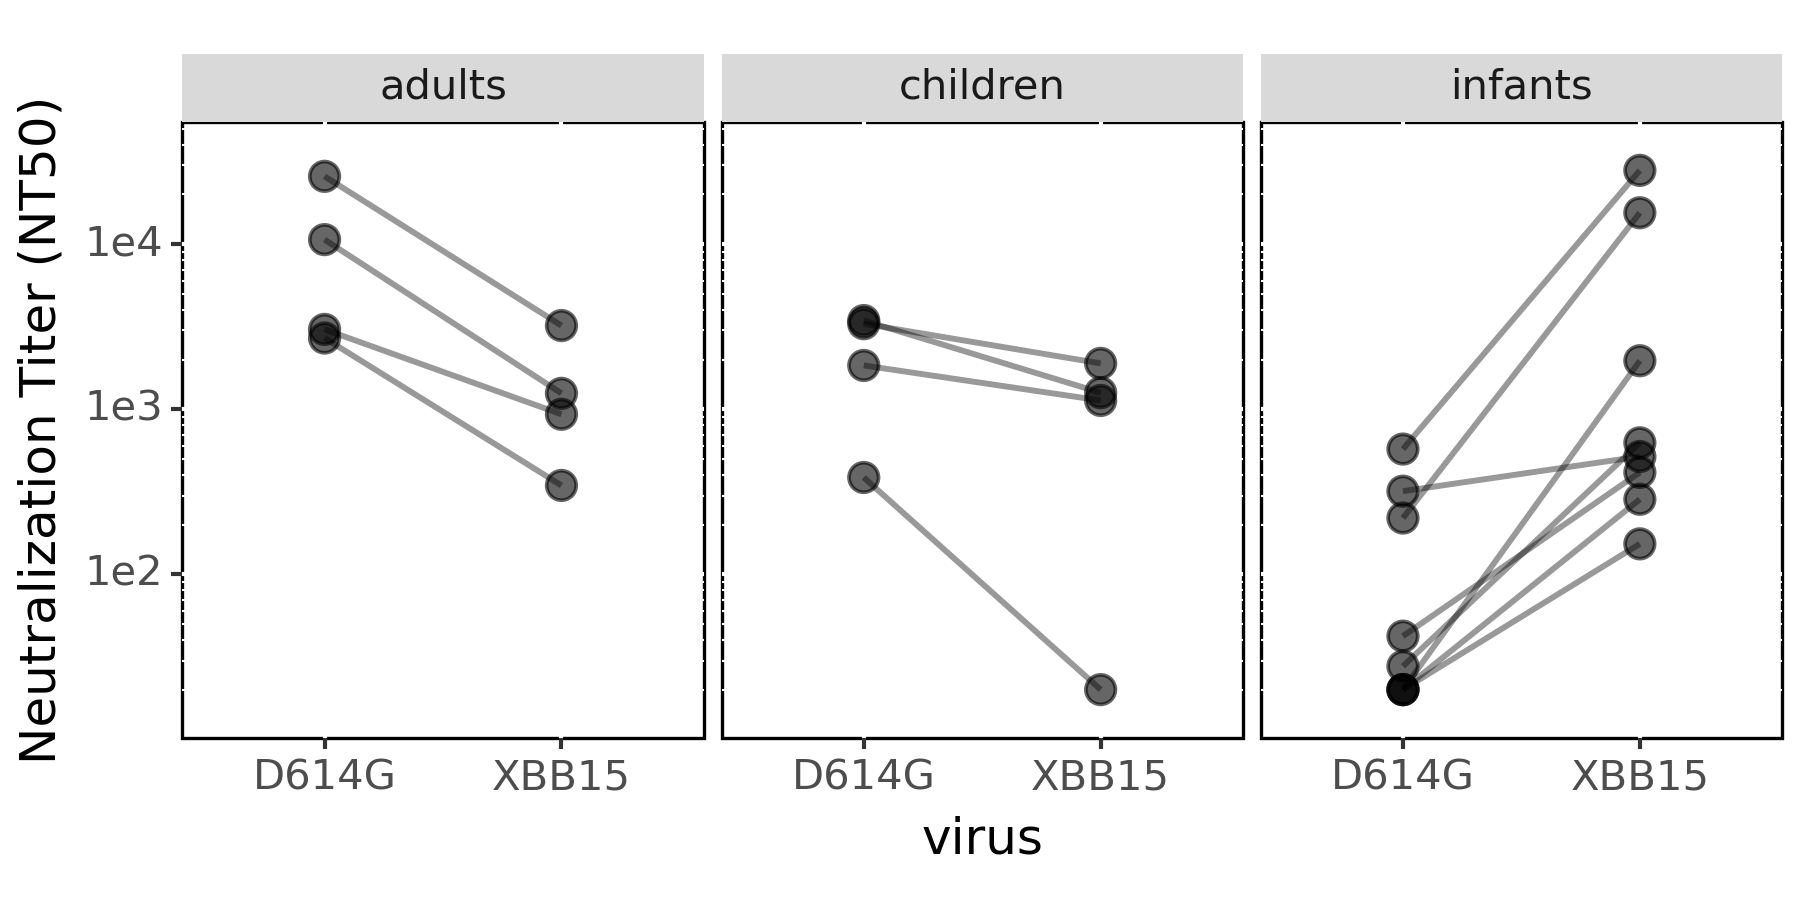 adults
children
infants
Neutralization Titer (NT50)
1e4
1e3
1e2
D614G XBB15
D614G XBB15
D614G XBB15
virus